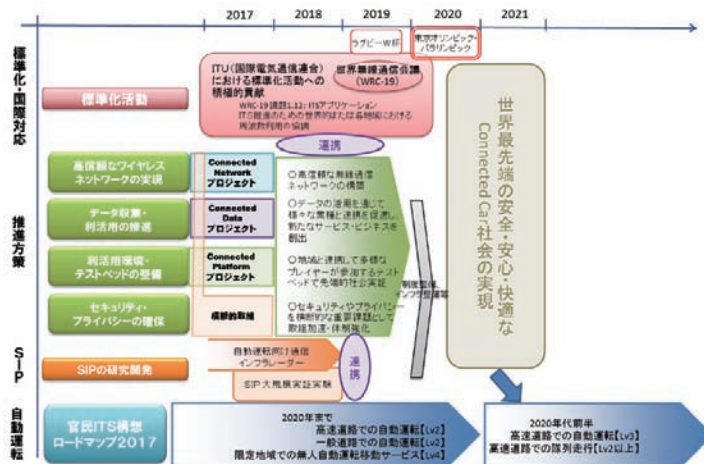 2017
2018
2019
2020
2021
ラグビーW杯
東京オリンピック・
パラリンピック
標準化・国際対応
標準化活動
ITU(国際電気通信連合)
における標準化活動への
積極的貢献
世界無線通信会議
(WRC-19)
WRC-19 議題1.12: ITSアプリケーション
ITS推進のための世界的または各地域における
周波数利用の協調
連携
推進方策
高信頼なワイヤレス
ネットワークの実現
Connected
Network
プロジェクト
○高信頼な無線通信
ネットワークの構築
データ収集・
利活用の推進
Connected
Data
プロジェクト
○データの活用を通じて
様々な業種と連携を促進し、
新たなサービス・ビジネスを
創出
利活用環境・
テストベッドの整備
Connected
Platform
プロジェクト
○地域と連携して多様な
プレイヤーが参加するテスト
ベッドで先端的社会実証
セキュリティ・
プライバシーの確保
横断的取組
○セキュリティやプライバシー
を横断的な重要課題として
取組加速・体制強化
制度整備、
インフラ整備等
世界最先端の安全・安心・快適な
Connected Car社会の実現
SIP
SIPの研究開発
自動運転向け通信
インフラレーダー
SIP大規模実証実験
連携
自動運転
官民ITS構想
ロードマップ2017
2020年まで
高速道路での自動運転【Lv2】
一般道路での自動運転【Lv2】
限定地域での無人自動運転移動サービス【Lv4】
2020年代前半
高速道路での自動運転【Lv3】
高速道路での隊列走行【Lv2以上】